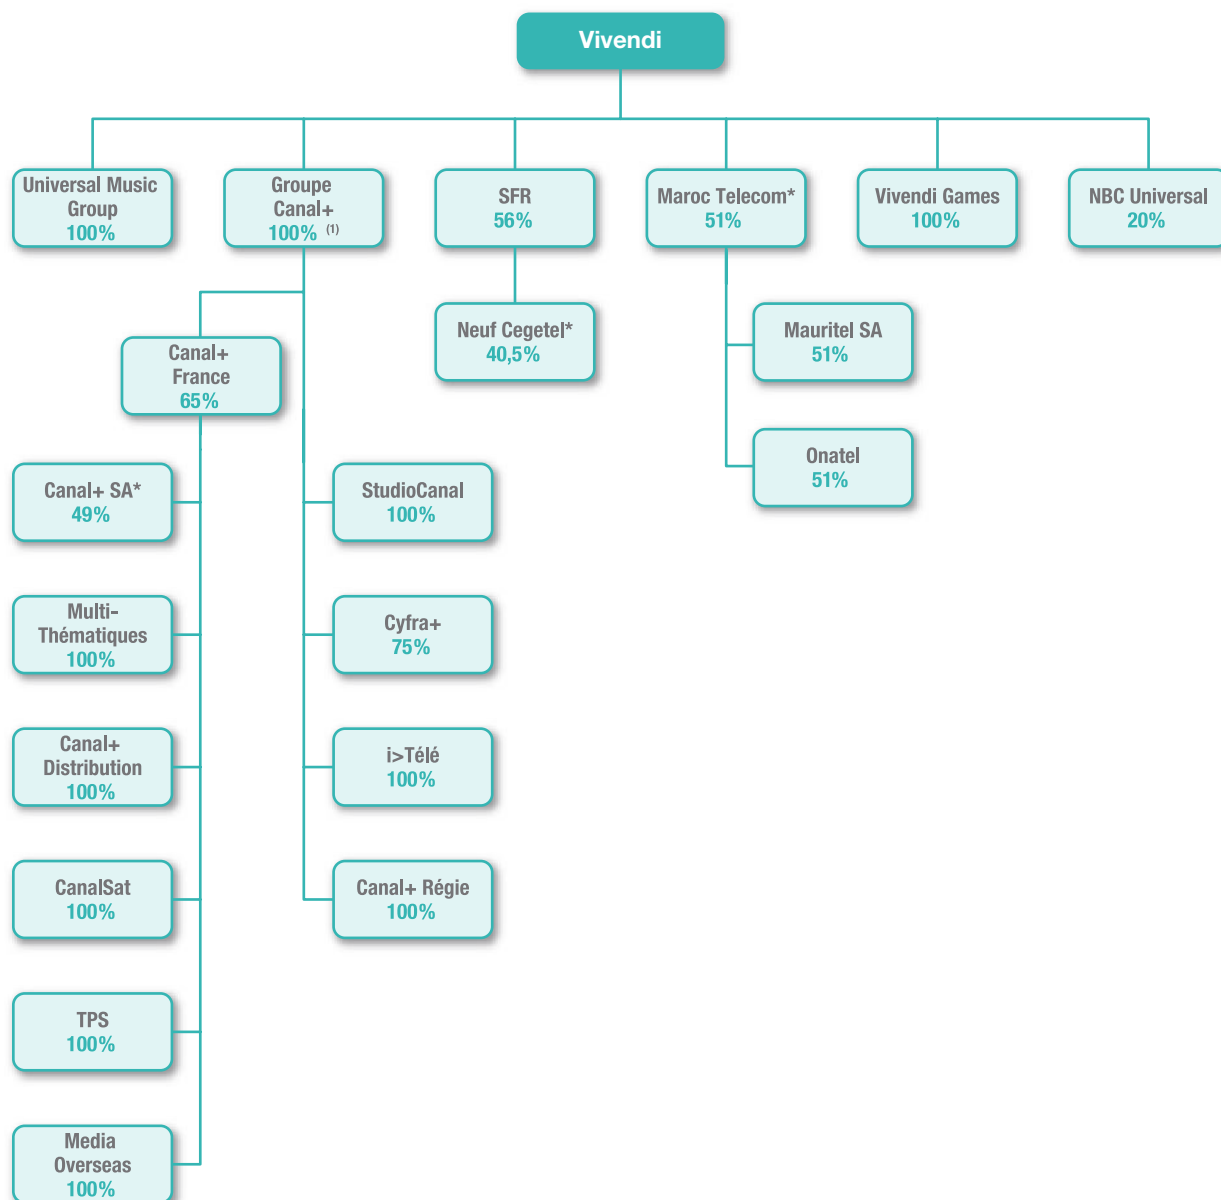 Vivendi
Universal Music
Group
100%
Groupe
Canal+
100% (1)
SFR
56%
Maroc Telecom*
51%
Vivendi Games
100%
NBC Universal
20%
Neuf Cegetel*
40,5%
Mauritel SA
51%
Canal+
France
65%
Onatel
51%
Canal+ SA*
49%
StudioCanal
100%
Multi-
Thématiques
100%
Cyfra+
75%
Canal+
Distribution
100%
i>Télé
100%
CanalSat
100%
Canal+ Régie
100%
TPS
100%
Media
Overseas
100%